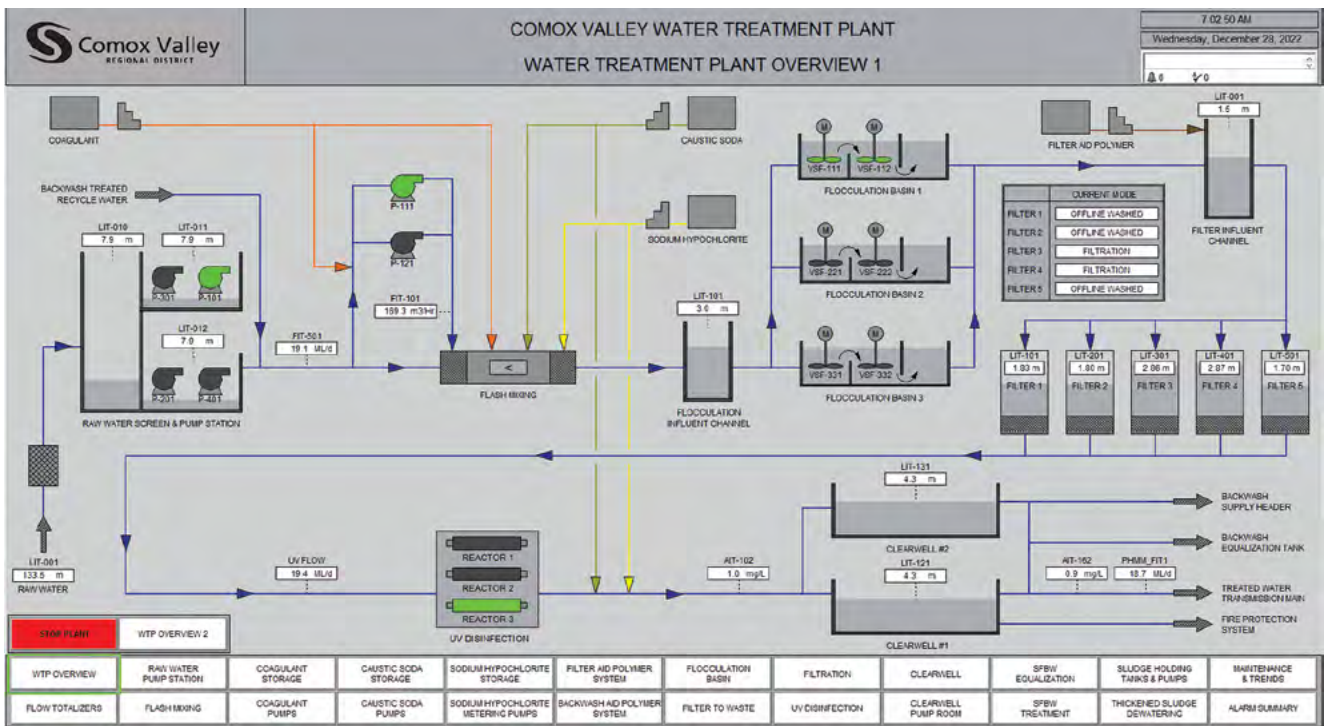 Comox Valley
REGIONAL DISTRICT
COMOX VALLEY WATER TREATMENT PLANT
WATER TREATMENT PLANT OVERVIEW 1
7:02:50 AM
Wednesday, December 28, 2022
0
0
COAGULANT
CAUSTIC SODA
SODIUM HYPOCHLORITE
FILTER AID POLYMER
LIT-001
1.5 m
FILTER INFLUENT
CHANNEL
BACKWASH TREATED
RECYCLE WATER
LIT-010
7.9 m
LIT-011
7.9 m
P-301
P-101
LIT-012
7.9 m
P-201
P-401
RAW WATER SCREEN & PUMP STATION
LIT-001
133.5 m
RAW WATER
FIT-501
19.1 ML/d
P-111
P-121
FIT-101
169.3 m3/Hr
<
FLASH MIXING
LIT-101
3.0 m
FLOCCULATION
INFLUENT CHANNEL
M
M
VSF-111
VSF-112
FLOCCULATION BASIN 1
M
M
VSF-221
VSF-222
FLOCCULATION BASIN 2
M
M
VSF-331
VSF-332
FLOCCULATION BASIN 3
CURRENT MODE
FILTER 1 OFFLINE WASHED
FILTER 2 OFFLINE WASHED
FILTER 3 FILTRATION
FILTER 4 FILTRATION
FILTER 5 OFFLINE WASHED
LIT-101
1.83 m
FILTER 1
LIT-201
1.80 m
FILTER 2
LIT-301
2.86 m
FILTER 3
LIT-401
2.87 m
FILTER 4
LIT-501
1.70 m
FILTER 5
UV FLOW
19.4 ML/d
REACTOR 1
REACTOR 2
REACTOR 3
UV DISINFECTION
AIT-102
1.0 mg/L
LIT-131
4.3 m
CLEARWELL #2
LIT-121
4.3 m
CLEARWELL #1
AIT-162
0.9 mg/L
PHMM_FIT1
18.7 ML/d
BACKWASH
SUPPLY HEADER
BACKWASH
EQUALIZATION TANK
TREATED WATER
TRANSMISSION MAIN
FIRE PROTECTION
SYSTEM
STOP PLANT
WTP OVERVIEW 2
WTP OVERVIEW
RAW WATER
PUMP STATION
COAGULANT
STORAGE
CAUSTIC SODA
STORAGE
SODIUM HYPOCHLORITE
STORAGE
FILTER AID POLYMER
SYSTEM
FLOCCULATION
BASIN
FILTRATION
CLEARWELL
SFBW
EQUALIZATION
SLUDGE HOLDING
TANKS & PUMPS
MAINTENANCE
& TRENDS
FLOW TOTALIZERS
FLASH MIXING
COAGULANT
PUMPS
CAUSTIC SODA
PUMPS
SODIUM HYPOCHLORITE
METERING PUMPS
BACKWASH AID POLYMER
SYSTEM
FILTER TO WASTE
UV DISINFECTION
CLEARWELL
PUMP ROOM
SFBW
TREATMENT
THICKENED SLUDGE
DEWATERING
ALARM SUMMARY